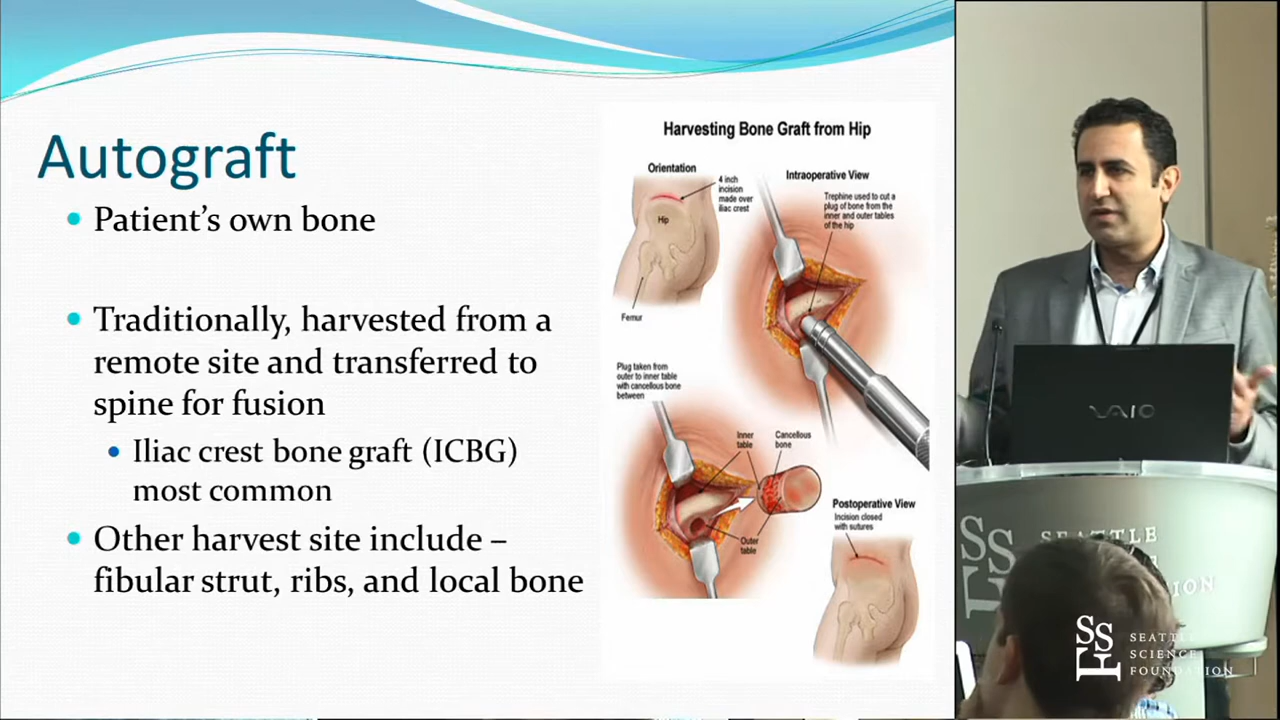 Autograft
Patient's own bone
Traditionally, harvested from a
remote site and transferred to
spine for fusion
Iliac crest bone graft (ICBG)
most common
Other harvest site include –
fibular strut, ribs, and local bone
Harvesting Bone Graft from Hip
Orientation
4 inch
incision
made over
iliac crest
Hip
Femur
Intraoperative View
Trephine used to cut a
plug of bone from the
inner and outer tables
of the hip
Plug taken from
outer to inner table
with cancellous bone
between
Inner
table
Cancellous
bone
Outer
table
Postoperative View
Incision closed
with sutures
VAIO
SEATTLE
SEATTLE
SCIENCE
FOUNDATION